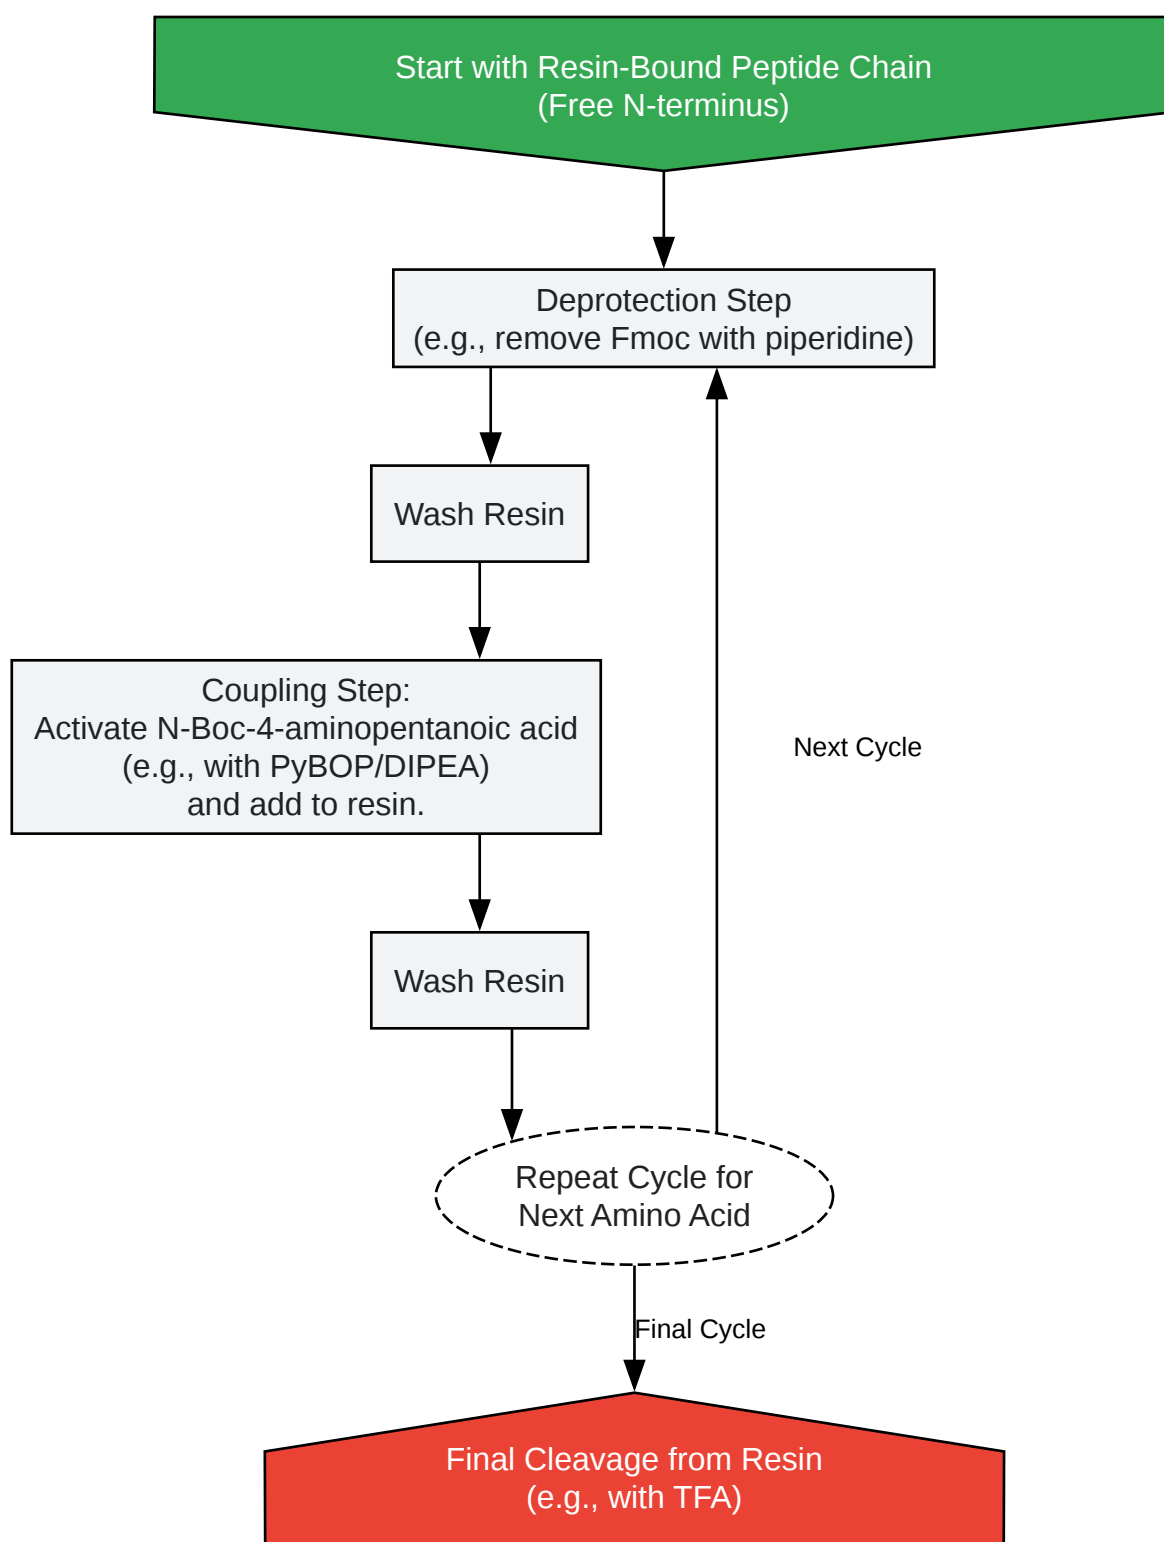 Start with Resin-Bound Peptide Chain
(Free N-terminus)
Deprotection Step
(e.g., remove Fmoc with piperidine)
Wash Resin
Coupling Step:
Activate N-Boc-4-aminopentanoic acid
(e.g., with PyBOP/DIPEA)
and add to resin.
Next Cycle
Wash Resin
Repeat Cycle for
Next Amino Acid
Final Cycle
Final Cleavage from Resin
(e.g., with TFA)